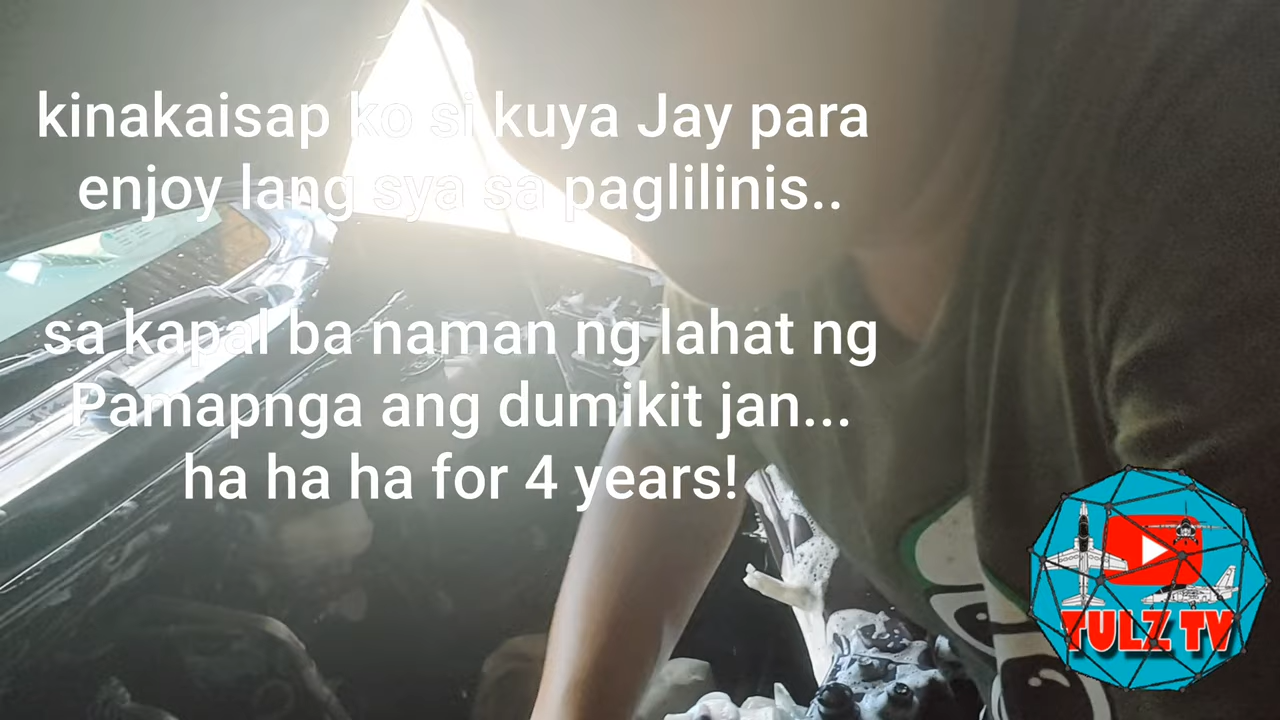 kinakaisap ko si kuya Jay para
enjoy lang sya sa paglilinis..
sa kapal ba naman ng lahat ng
Pamapnga ang dumikit jan...
ha ha ha for 4 years!
TULZ TV